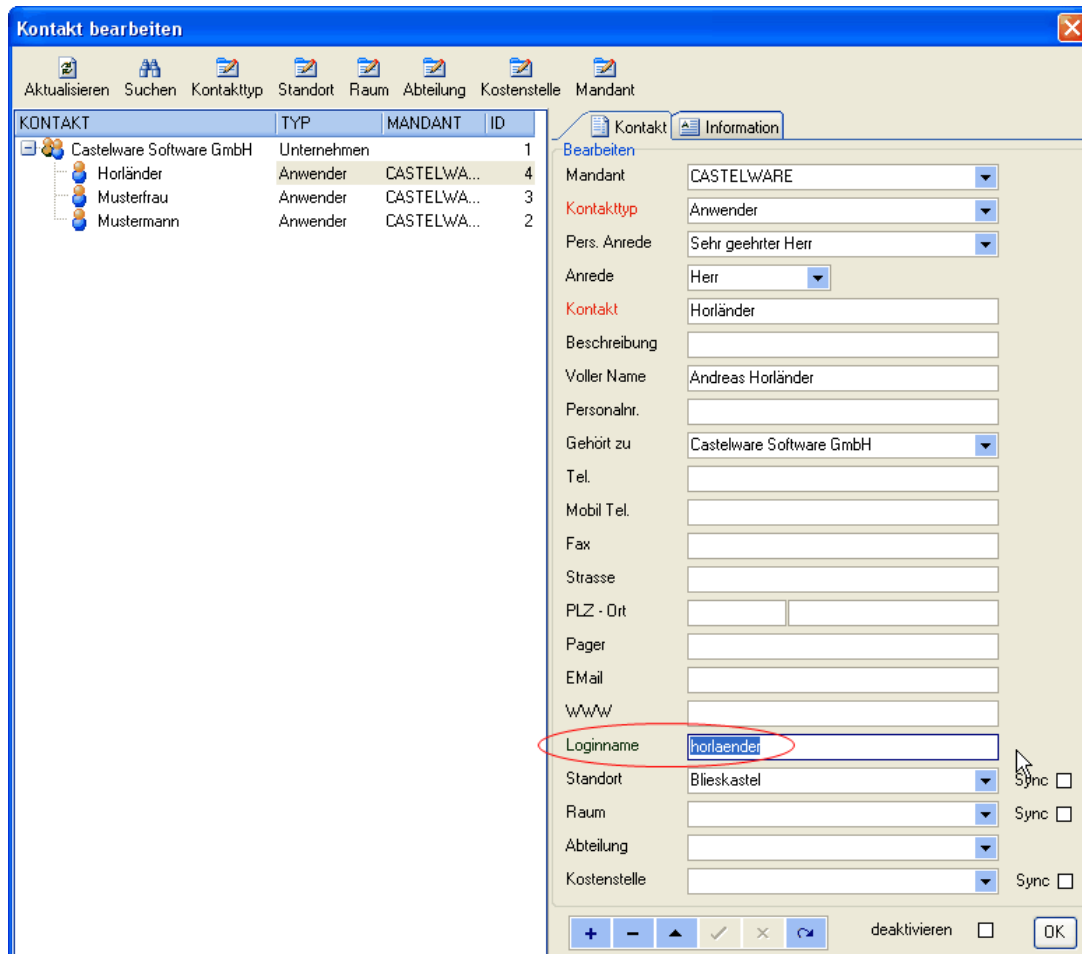 Kontakt bearbeiten
Aktualisieren Suchen Kontakttyp Standort Raum Abteilung Kostenstelle Mandant
KONTAKT TYP MANDANT ID
Castelware Software GmbH Unternehmen 1
Horländer Anwender CASTELWA... 4
Musterfrau Anwender CASTELWA... 3
Mustermann Anwender CASTELWA... 2
Kontakt Information
Bearbeiten
Mandant CASTELWARE
Kontakttyp Anwender
Pers. Anrede Sehr geehrter Herr
Anrede Herr
Kontakt Horländer
Beschreibung
Voller Name Andreas Horländer
Personalnr.
Gehört zu Castelware Software GmbH
Tel.
Mobil Tel.
Fax
Strasse
PLZ - Ort
Pager
EMail
WWW
Loginname horlaender
Standort Blieskastel Sync
Raum Sync
Abteilung
Kostenstelle Sync
deaktivieren OK